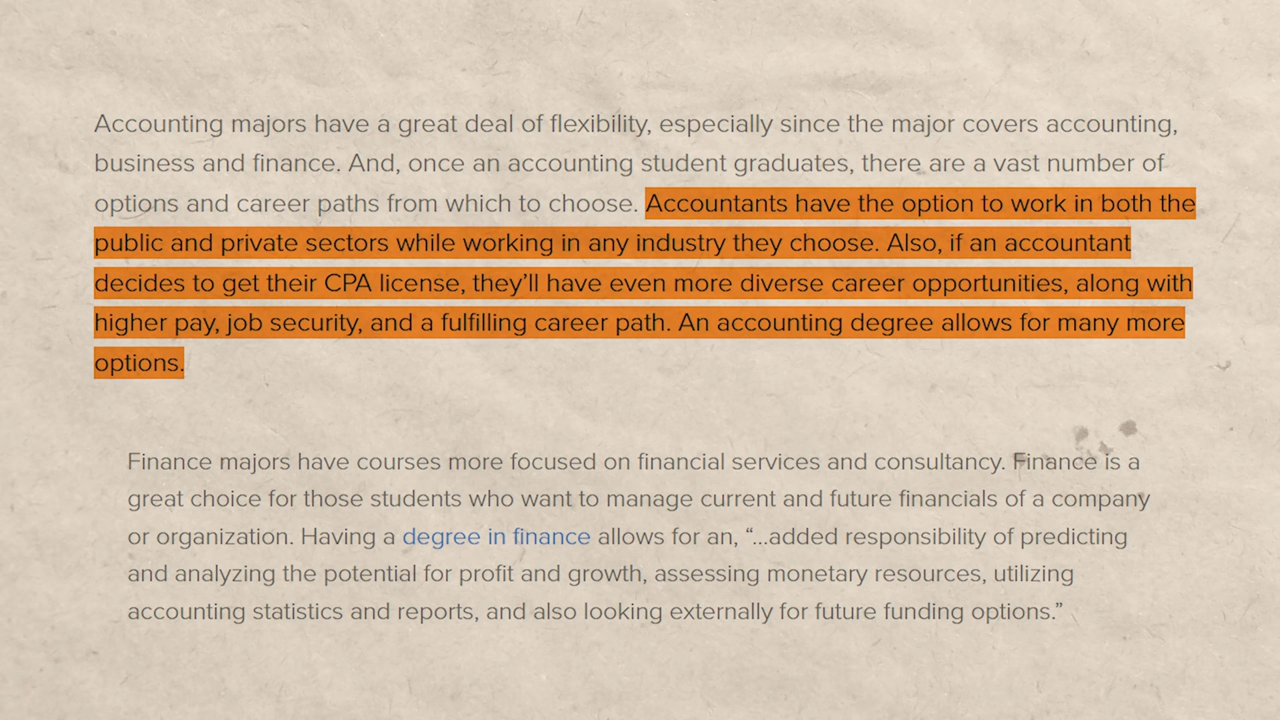 Accounting majors have a great deal of flexibility, especially since the major covers accounting,
business and finance. And, once an accounting student graduates, there are a vast number of
options and career paths from which to choose. Accountants have the option to work in both the
public and private sectors while working in any industry they choose. Also, if an accountant
decides to get their CPA license, they’ll have even more diverse career opportunities, along with
higher pay, job security, and a fulfilling career path. An accounting degree allows for many more
options.
Finance majors have courses more focused on financial services and consultancy. Finance is a
great choice for those students who want to manage current and future financials of a company
or organization. Having a degree in finance allows for an, “...added responsibility of predicting
and analyzing the potential for profit and growth, assessing monetary resources, utilizing
accounting statistics and reports, and also looking externally for future funding options.”